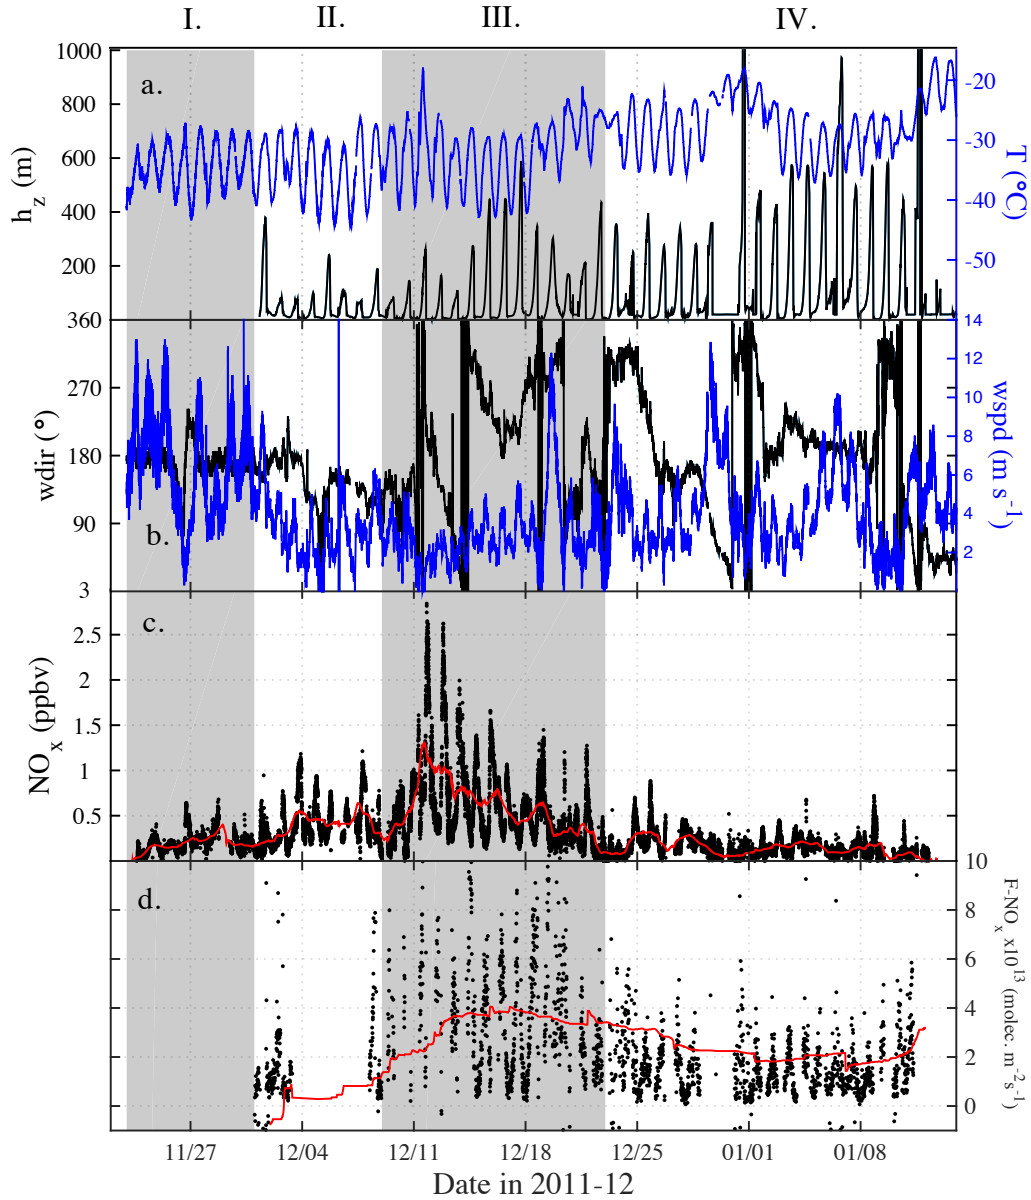 I. II. III. IV.
a.
1000
800
600
400
200
h_z (m)
-20
-30
-40
-50
T (°C)
360
270
180
90
3
wdir (°)
b.
14
12
10
8
6
4
2
wspd (m s^-1)
c.
2.5
2
1.5
1
0.5
NO_x (ppbv)
d.
10
8
6
4
2
0
F-NO_x x10^13 (molec. m^-2 s^-1)
11/27 12/04 12/11 12/18 12/25 01/01 01/08
Date in 2011-12